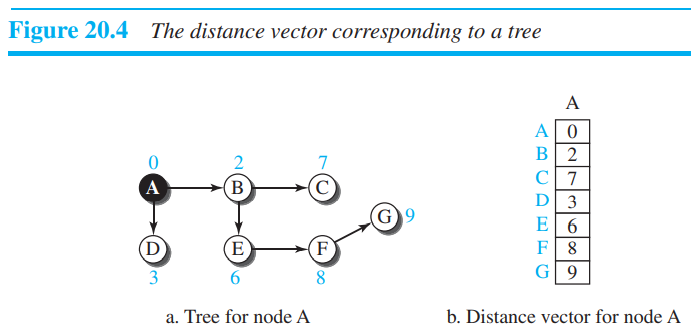 Figure 20.4 The distance vector corresponding to a tree
A
0 2 7
A 0
A B C
B 2
C 7
G 9
D 3
D E F
E 6
F 8
3 6 8
G 9
a. Tree for node A
b. Distance vector for node A